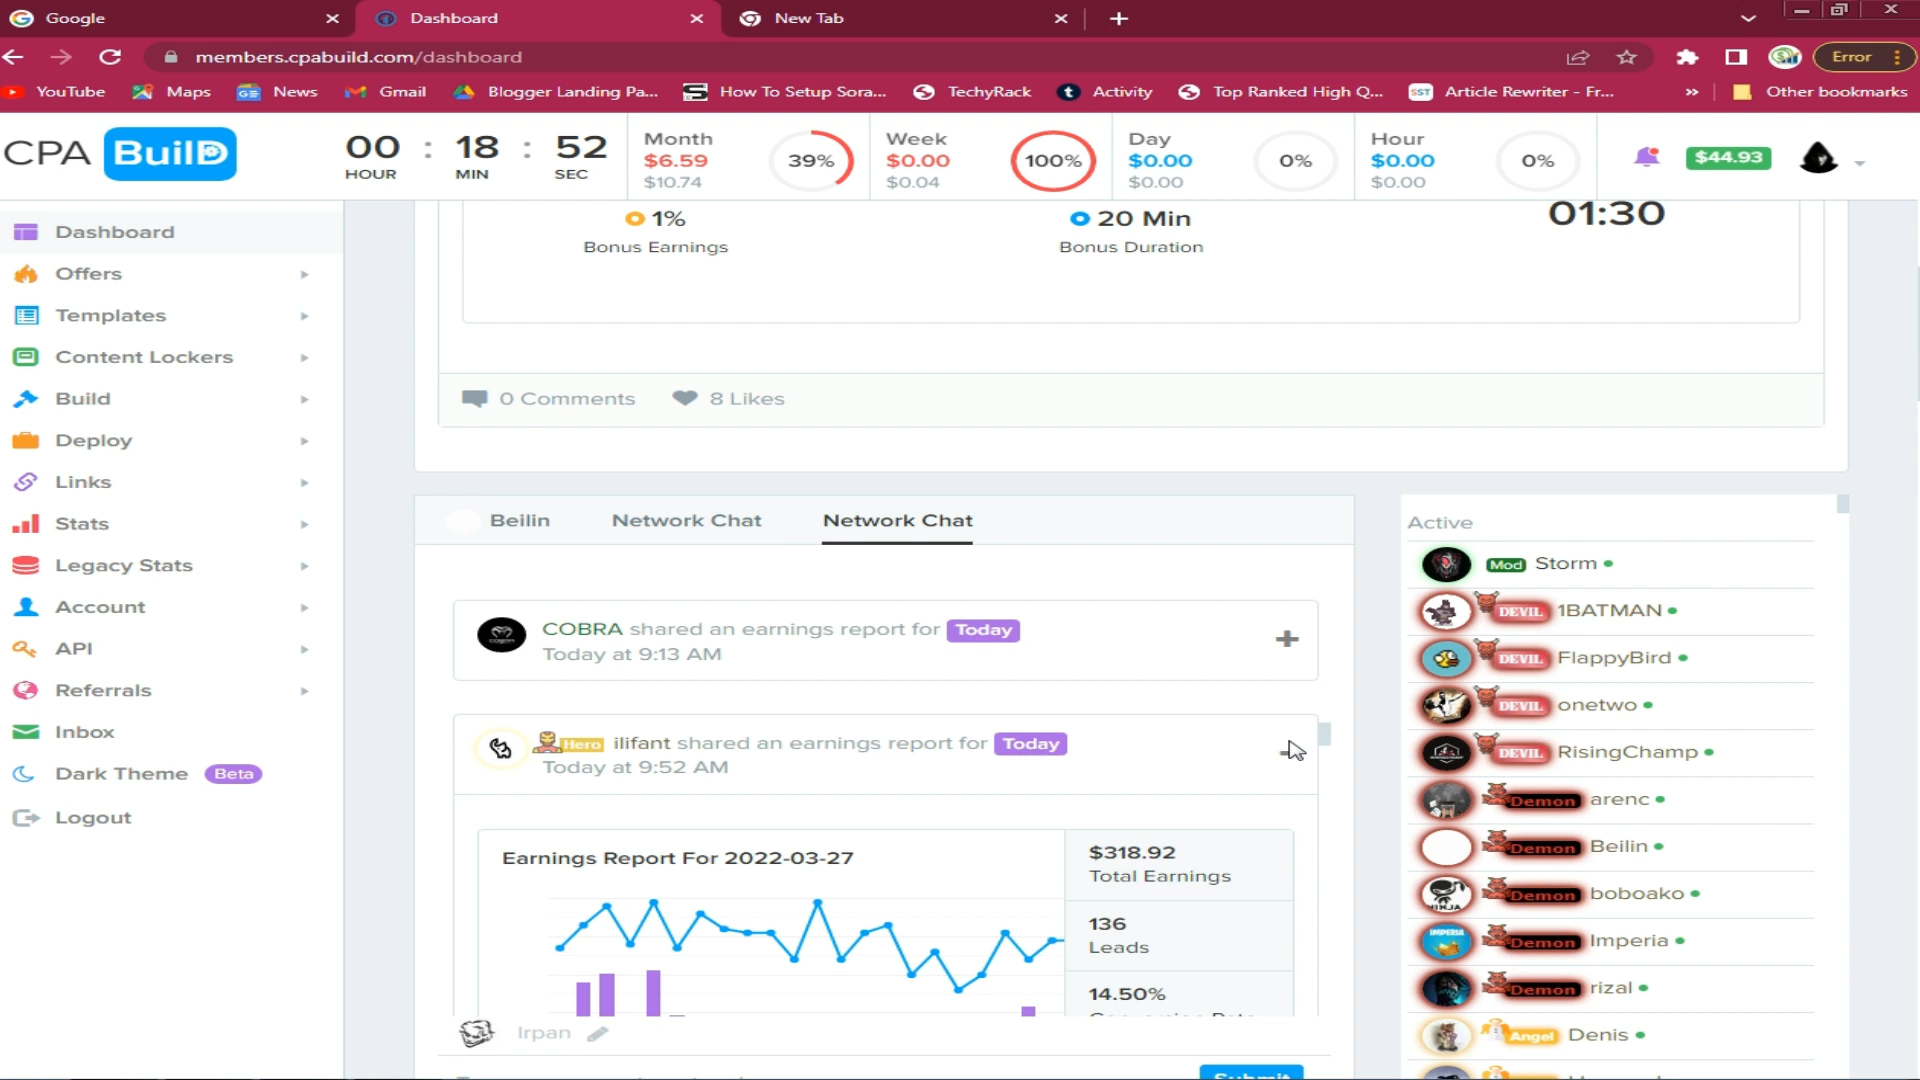 Google
Dashboard
New Tab
members.cpabuild.com/dashboard
Error
YouTube
Maps
News
Gmail
Blogger Landing Pa...
How To Setup Sora...
TechyRack
Activity
Top Ranked High Q...
Article Rewriter - Fr...
Other bookmarks
CPA BuilD
00 : 18 : 52
HOUR MIN SEC
Month
$6.59
$10.74
39%
Week
$0.00
$0.04
100%
Day
$0.00
$0.00
0%
Hour
$0.00
$0.00
0%
$44.93
Dashboard
Offers
Templates
Content Lockers
Build
Deploy
Links
Stats
Legacy Stats
Account
API
Referrals
Inbox
Dark Theme Beta
Logout
1%
Bonus Earnings
20 Min
Bonus Duration
01:30
0 Comments
8 Likes
Beilin
Network Chat
Network Chat
COBRA shared an earnings report for Today
Today at 9:13 AM
Hero ilifant shared an earnings report for Today
Today at 9:52 AM
Earnings Report For 2022-03-27
$318.92
Total Earnings
136
Leads
14.50%
Irpan
Submit
Active
Mod Storm
DEVIL 1BATMAN
DEVIL FlappyBird
DEVIL onetwo
DEVIL RisingChamp
Demon arenc
Demon Beilin
Demon boboako
Demon Imperia
Demon rizal
Angel Denis